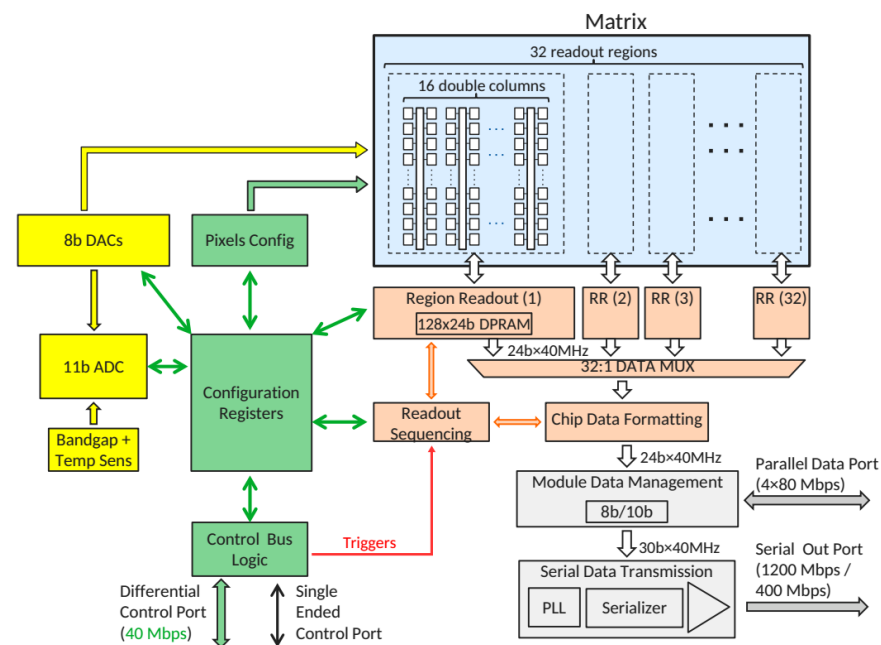 Matrix
32 readout regions
16 double columns
8b DACs
Pixels Config
Region Readout (1)
128x24b DPRAM
RR (2)
RR (3)
RR (32)
24b×40MHz
32:1 DATA MUX
11b ADC
Configuration
Registers
Readout
Sequencing
Chip Data Formatting
Bandgap +
Temp Sens
24b×40MHz
Module Data Management
8b/10b
Parallel Data Port
(4×80 Mbps)
Control Bus
Logic
Triggers
30b×40MHz
Serial Data Transmission
PLL
Serializer
Serial Out Port
(1200 Mbps /
400 Mbps)
Differential
Control Port
(40 Mbps)
Single
Ended
Control Port